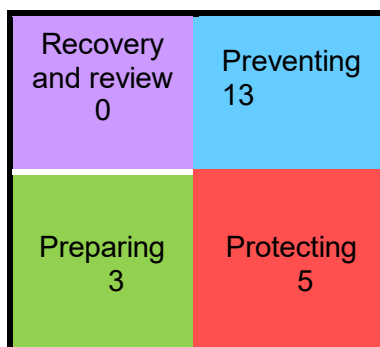 Recovery
and review
0
Preventing
13
Preparing
3
Protecting
5